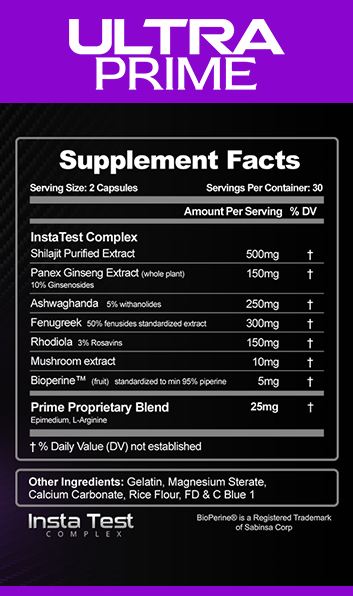 ULTRA
PRIME
Supplement Facts
Serving Size: 2 Capsules Servings Per Container: 30
Amount Per Serving % DV
InstaTest Complex
Shilajit Purified Extract 500mg †
Panex Ginseng Extract (whole plant) 150mg †
10% Ginsenosides
Ashwaghanda 5% withanolides 250mg †
Fenugreek 50% fenusides standardized extract 300mg †
Rhodiola 3% Rosavins 150mg †
Mushroom extract 10mg †
Bioperine™ (fruit) standardized to min 95% piperine 5mg †
Prime Proprietary Blend 25mg †
Epimedium, L-Arginine
† % Daily Value (DV) not established
Other Ingredients: Gelatin, Magnesium Sterate,
Calcium Carbonate, Rice Flour, FD & C Blue 1
Insta Test
COMPLEX
BioPerine® is a Registered Trademark
of Sabinsa Corp